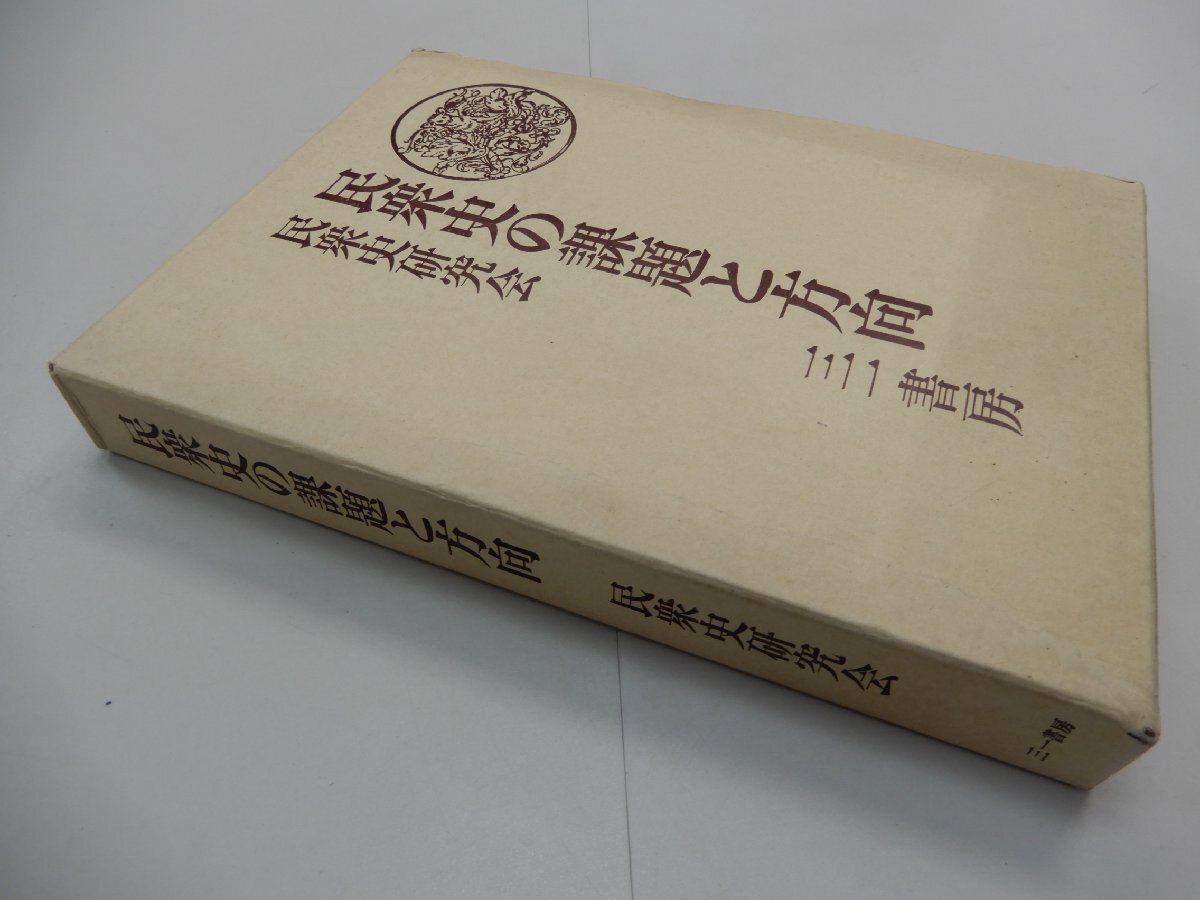 民衆史の課題と方向
民衆史研究会
三一書房
民衆史の課題と方向
民衆史研究会
三一書房